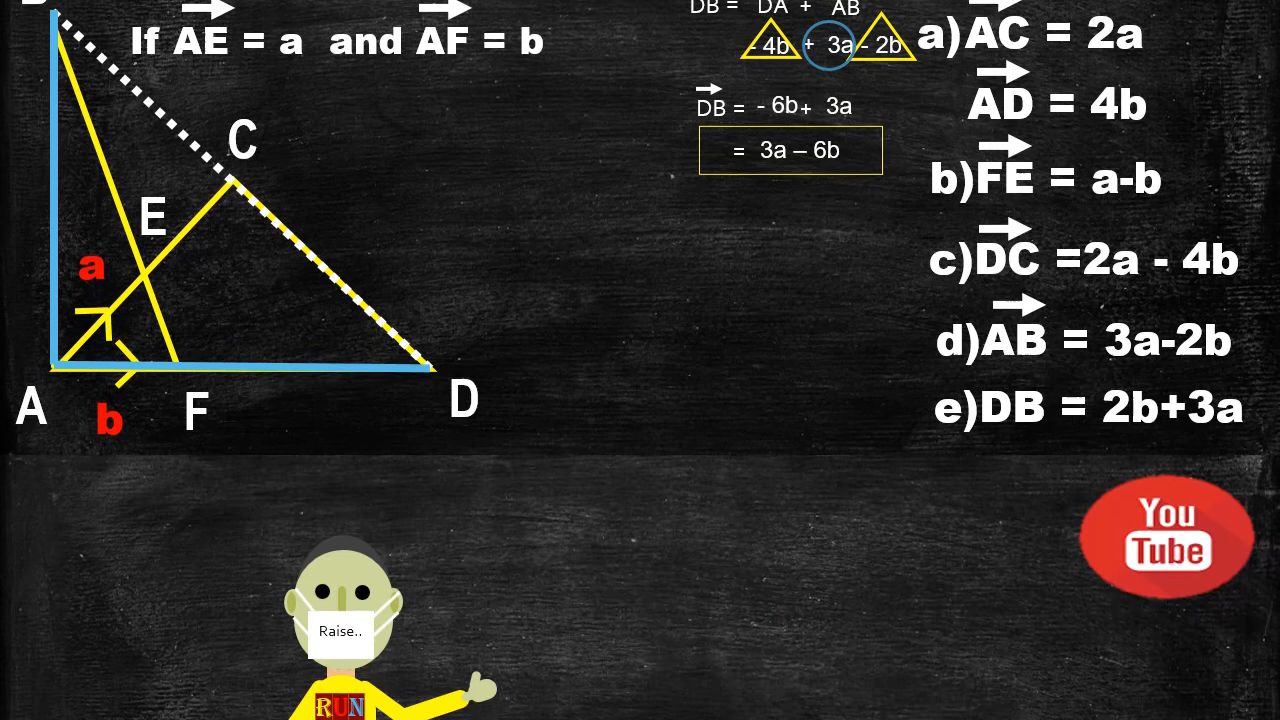 If AE = a and AF = b
DB = DA + AB
- 4b + 3a - 2b
DB = - 6b + 3a
= 3a – 6b
a)AC = 2a
AD = 4b
b)FE = a-b
c)DC =2a - 4b
d)AB = 3a-2b
e)DB = 2b+3a
C
E
a
A
b
F
D
You
Tube
Raise..
RUN